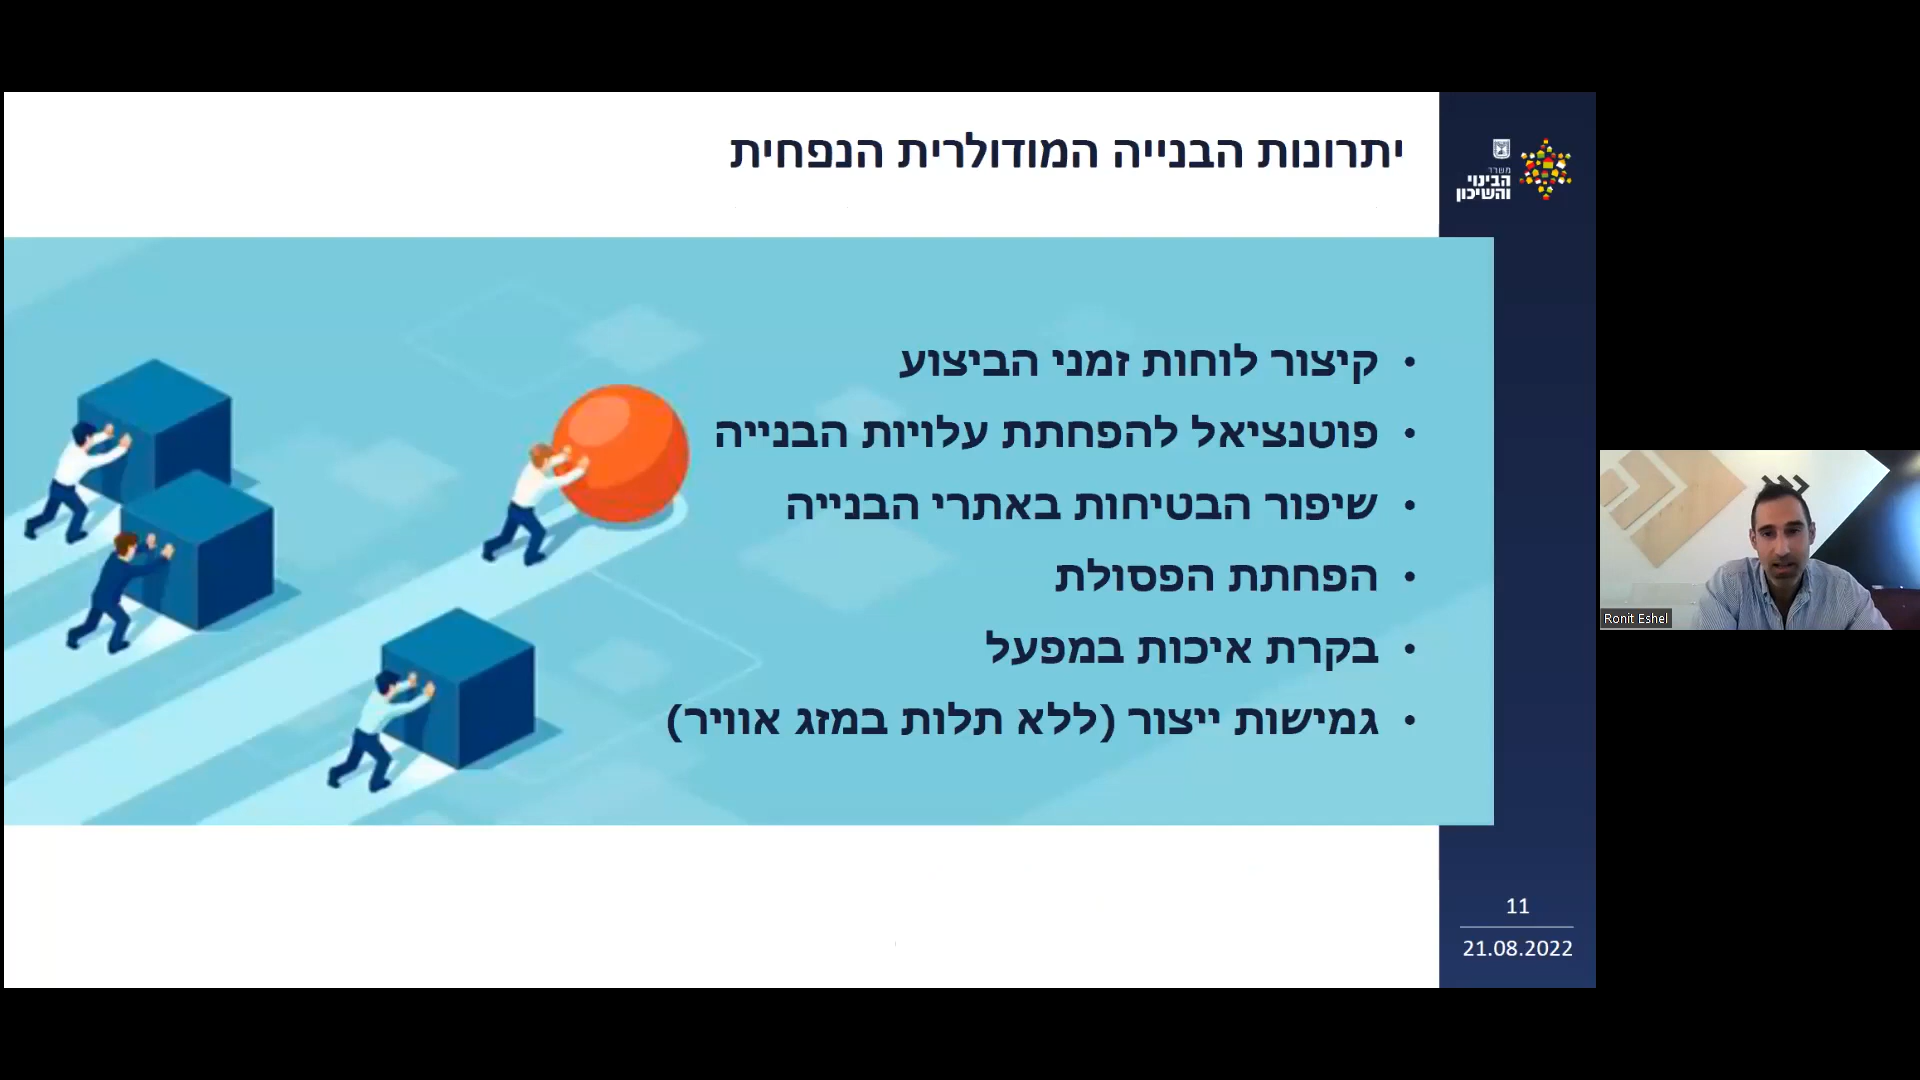 יתרונות הבנייה המודולרית הנפחית
משרד
הבינוי
והשיכון
• קיצור לוחות זמני הביצוע
• פוטנציאל להפחתת עלויות הבנייה
• שיפור הבטיחות באתרי הבנייה
• הפחתת הפסולת
• בקרת איכות במפעל
• גמישות ייצור (ללא תלות במזג אוויר)
11
21.08.2022
Ronit Eshel